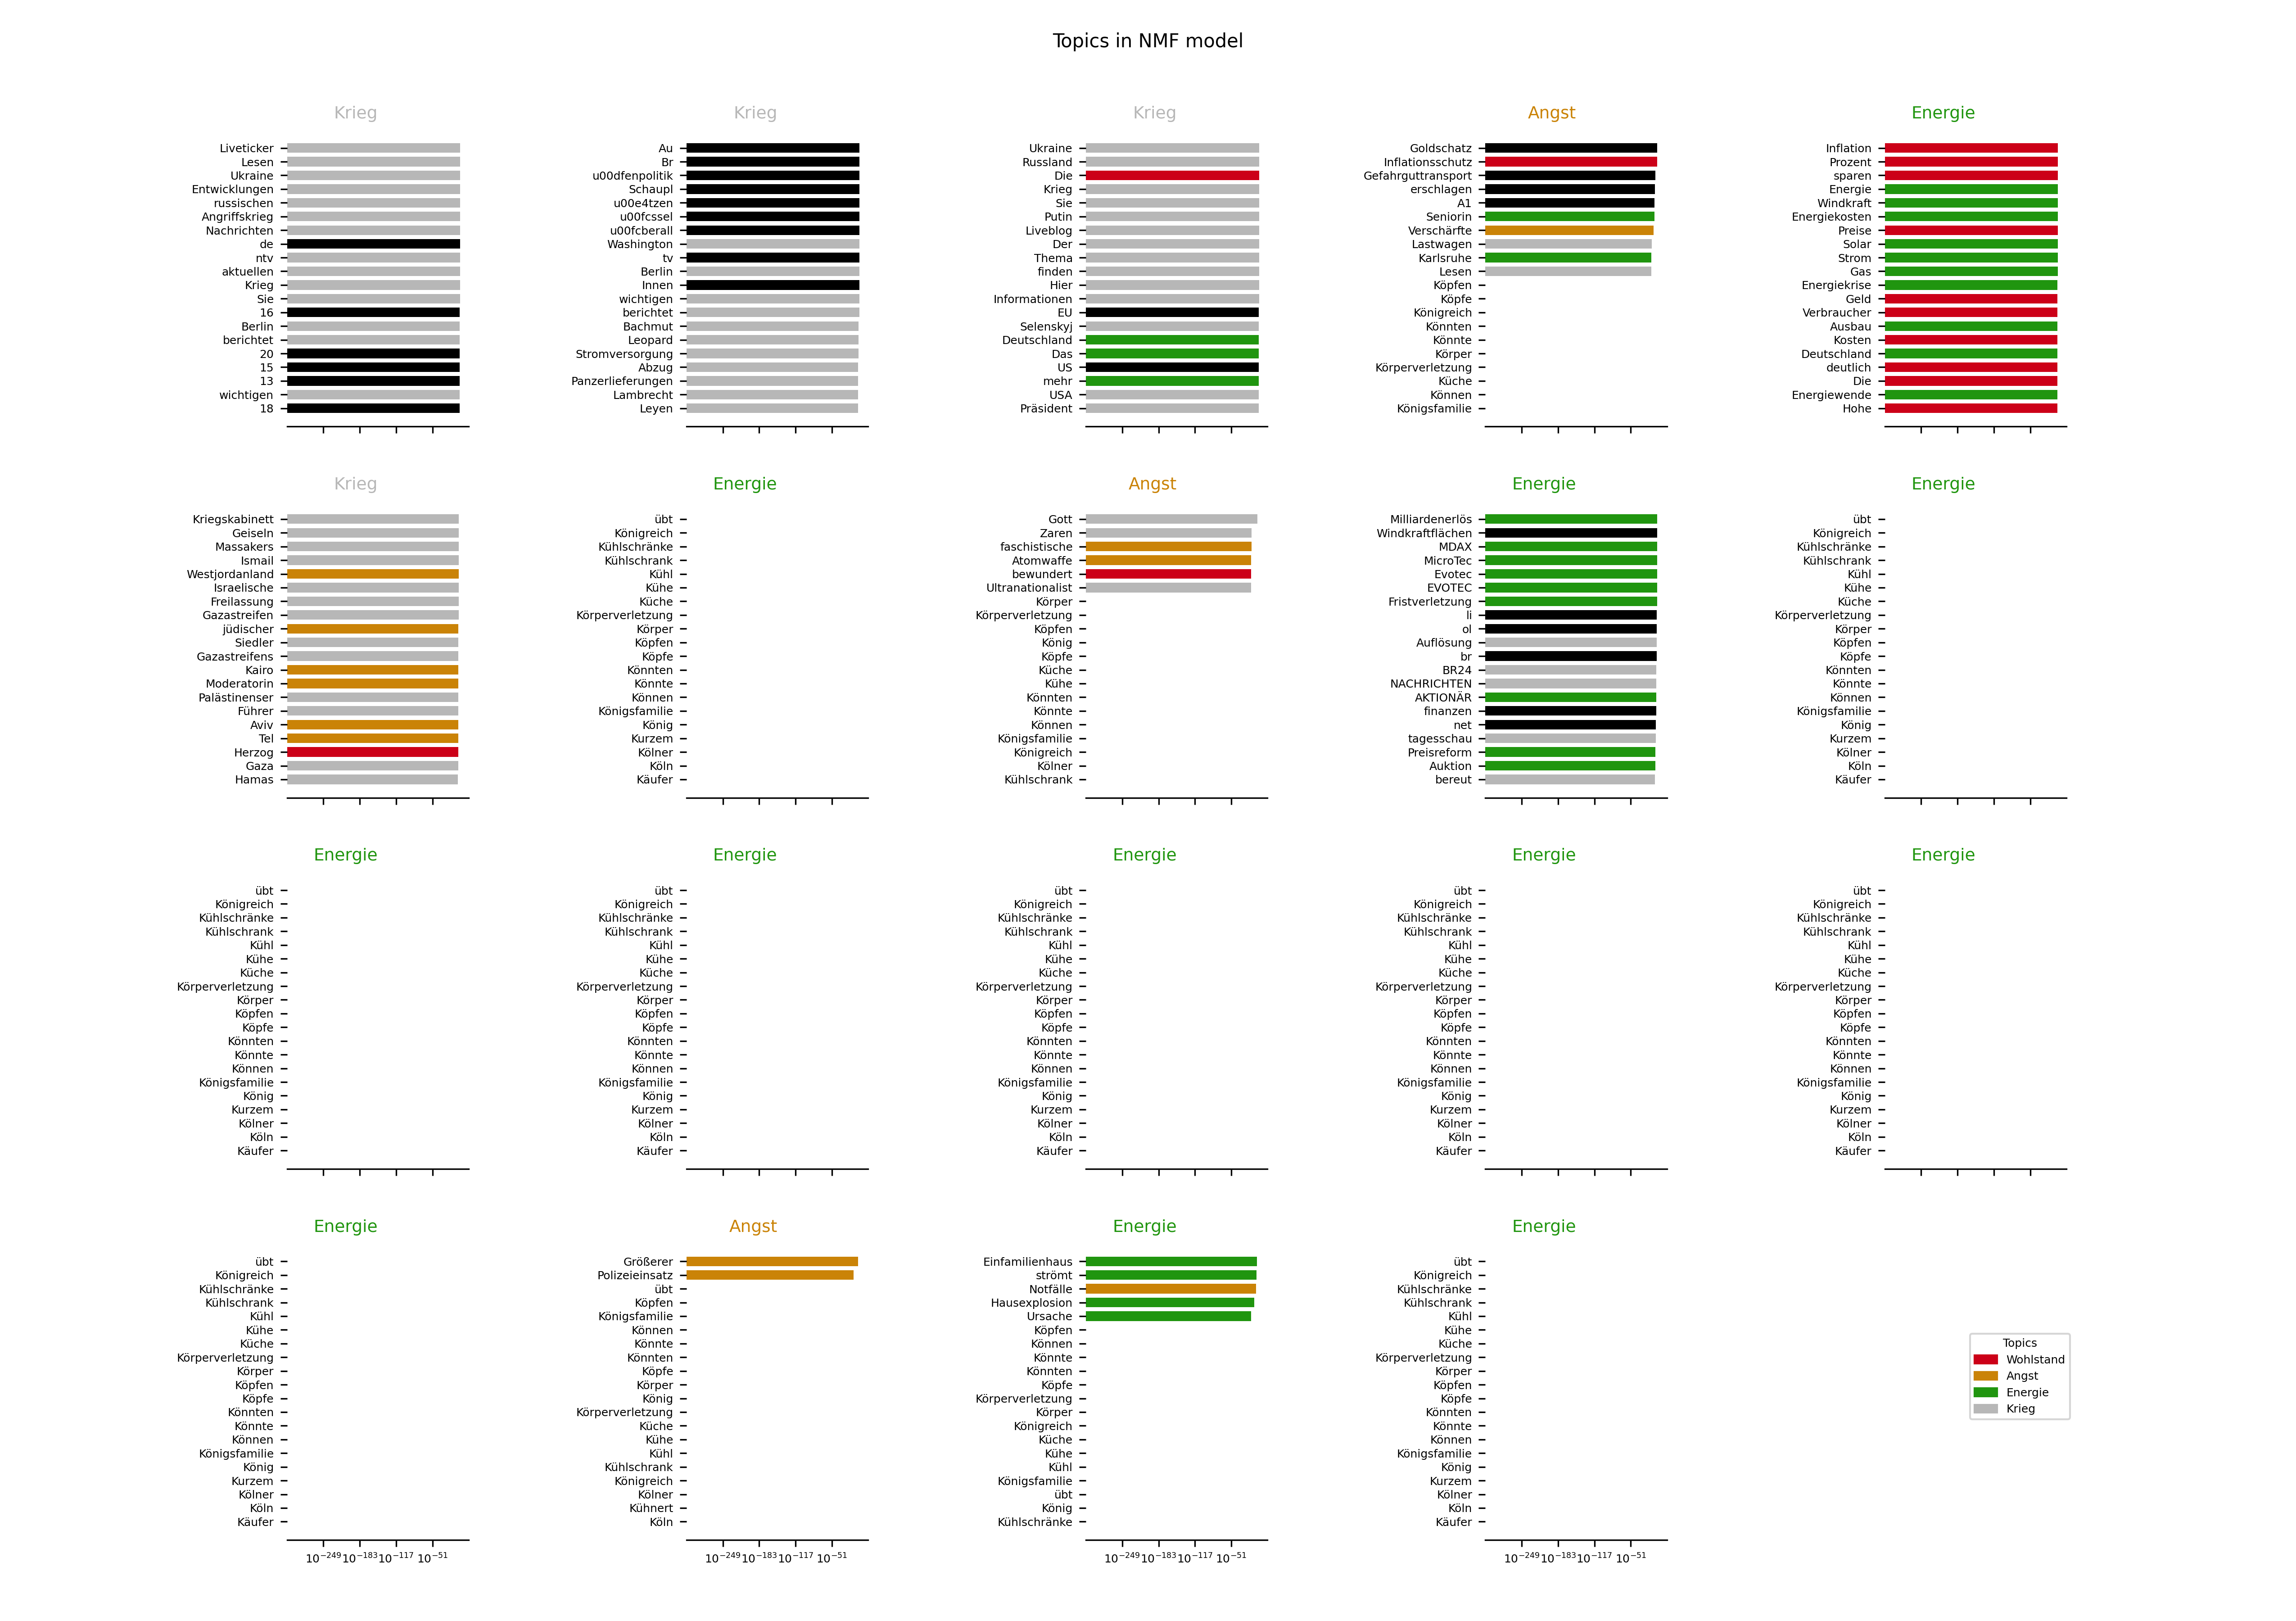 Topics in NMF model
Krieg
Liveticker
Lesen
Ukraine
Entwicklungen
russischen
Angriffskrieg
Nachrichten
de
ntv
aktuellen
Krieg
Sie
16
Berlin
berichtet
20
15
13
wichtigen
18
Krieg
Au
Br
u00dfenpolitik
Schaupl
u00e4tzen
u00fcssel
u00fcberall
Washington
tv
Berlin
Innen
wichtigen
berichtet
Bachmut
Leopard
Stromversorgung
Abzug
Panzerlieferungen
Lambrecht
Leyen
Krieg
Ukraine
Russland
Die
Krieg
Sie
Putin
Liveblog
Der
Thema
finden
Hier
Informationen
EU
Selenskyj
Deutschland
Das
US
mehr
USA
Präsident
Angst
Goldschatz
Inflationsschutz
Gefahrguttransport
erschlagen
A1
Seniorin
Verschärfte
Lastwagen
Karlsruhe
Lesen
Köpfen
Köpfe
Königreich
Könnten
Könnte
Körper
Körperverletzung
Küche
Können
Königsfamilie
Energie
Inflation
Prozent
sparen
Energie
Windkraft
Energiekosten
Preise
Solar
Strom
Gas
Energiekrise
Geld
Verbraucher
Ausbau
Kosten
Deutschland
deutlich
Die
Energiewende
Hohe
Krieg
Kriegskabinett
Geiseln
Massakers
Ismail
Westjordanland
Israelische
Freilassung
Gazastreifen
jüdischer
Siedler
Gazastreifens
Kairo
Moderatorin
Palästinenser
Führer
Aviv
Tel
Herzog
Gaza
Hamas
Energie
übt
Königreich
Kühlschränke
Kühlschrank
Kühl
Kühe
Küche
Körperverletzung
Körper
Köpfen
Köpfe
Könnten
Könnte
Können
Königsfamilie
König
Kurzem
Kölner
Köln
Käufer
Angst
Gott
Zaren
faschistische
Atomwaffe
bewundert
Ultranationalist
Körper
Körperverletzung
Köpfen
König
Köpfe
Küche
Kühe
Könnten
Könnte
Können
Königsfamilie
Königreich
Kölner
Kühlschrank
Energie
Milliardenerlös
Windkraftflächen
MDAX
MicroTec
Evotec
EVOTEC
Fristverletzung
li
ol
Auflösung
br
BR24
NACHRICHTEN
AKTIONÄR
finanzen
net
tagesschau
Preisreform
Auktion
bereut
Energie
übt
Königreich
Kühlschränke
Kühlschrank
Kühl
Kühe
Küche
Körperverletzung
Körper
Köpfen
Köpfe
Könnten
Könnte
Können
Königsfamilie
König
Kurzem
Kölner
Köln
Käufer
Energie
übt
Königreich
Kühlschränke
Kühlschrank
Kühl
Kühe
Küche
Körperverletzung
Körper
Köpfen
Köpfe
Könnten
Könnte
Können
Königsfamilie
König
Kurzem
Kölner
Köln
Käufer
Energie
übt
Königreich
Kühlschränke
Kühlschrank
Kühl
Kühe
Küche
Körperverletzung
Körper
Köpfen
Köpfe
Könnten
Könnte
Können
Königsfamilie
König
Kurzem
Kölner
Köln
Käufer
Energie
übt
Königreich
Kühlschränke
Kühlschrank
Kühl
Kühe
Küche
Körperverletzung
Körper
Köpfen
Köpfe
Könnten
Könnte
Können
Königsfamilie
König
Kurzem
Kölner
Köln
Käufer
Energie
übt
Königreich
Kühlschränke
Kühlschrank
Kühl
Kühe
Küche
Körperverletzung
Körper
Köpfen
Köpfe
Könnten
Könnte
Können
Königsfamilie
König
Kurzem
Kölner
Köln
Käufer
Energie
übt
Königreich
Kühlschränke
Kühlschrank
Kühl
Kühe
Küche
Körperverletzung
Körper
Köpfen
Köpfe
Könnten
Könnte
Können
Königsfamilie
König
Kurzem
Kölner
Köln
Käufer
Energie
übt
Königreich
Kühlschränke
Kühlschrank
Kühl
Kühe
Küche
Körperverletzung
Körper
Köpfen
Köpfe
Könnten
Könnte
Können
Königsfamilie
König
Kurzem
Kölner
Köln
Käufer
10⁻²⁴⁹ 10⁻¹⁸³ 10⁻¹¹⁷ 10⁻⁵¹
Angst
Größerer
Polizeieinsatz
übt
Köpfen
Königsfamilie
Können
Könnte
Könnten
Köpfe
Körper
König
Körperverletzung
Küche
Kühe
Kühl
Kühlschrank
Königreich
Kölner
Kühnert
Köln
10⁻²⁴⁹ 10⁻¹⁸³ 10⁻¹¹⁷ 10⁻⁵¹
Energie
Einfamilienhaus
strömt
Notfälle
Hausexplosion
Ursache
Köpfen
Können
Könnte
Könnten
Köpfe
Körperverletzung
Körper
Königreich
Küche
Kühe
Kühl
Königsfamilie
übt
König
Kühlschränke
10⁻²⁴⁹ 10⁻¹⁸³ 10⁻¹¹⁷ 10⁻⁵¹
Energie
übt
Königreich
Kühlschränke
Kühlschrank
Kühl
Kühe
Küche
Körperverletzung
Körper
Köpfen
Köpfe
Könnten
Könnte
Können
Königsfamilie
König
Kurzem
Kölner
Köln
Käufer
10⁻²⁴⁹ 10⁻¹⁸³ 10⁻¹¹⁷ 10⁻⁵¹
Topics
Wohlstand
Angst
Energie
Krieg